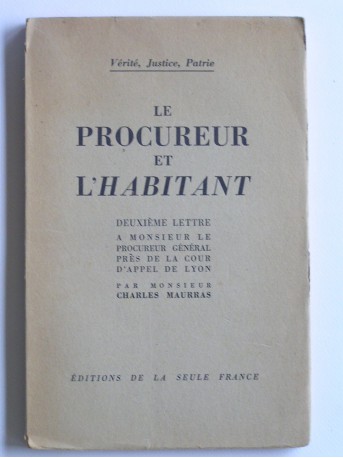 Vérité, Justice, Patrie
LE
PROCUREUR
ET
L'HABITANT
DEUXIÈME LETTRE
A MONSIEUR LE
PROCUREUR GÉNÉRAL
PRÈS DE LA COUR
D'APPEL DE LYON
PAR MONSIEUR
CHARLES MAURRAS
ÉDITIONS DE LA SEULE FRANCE